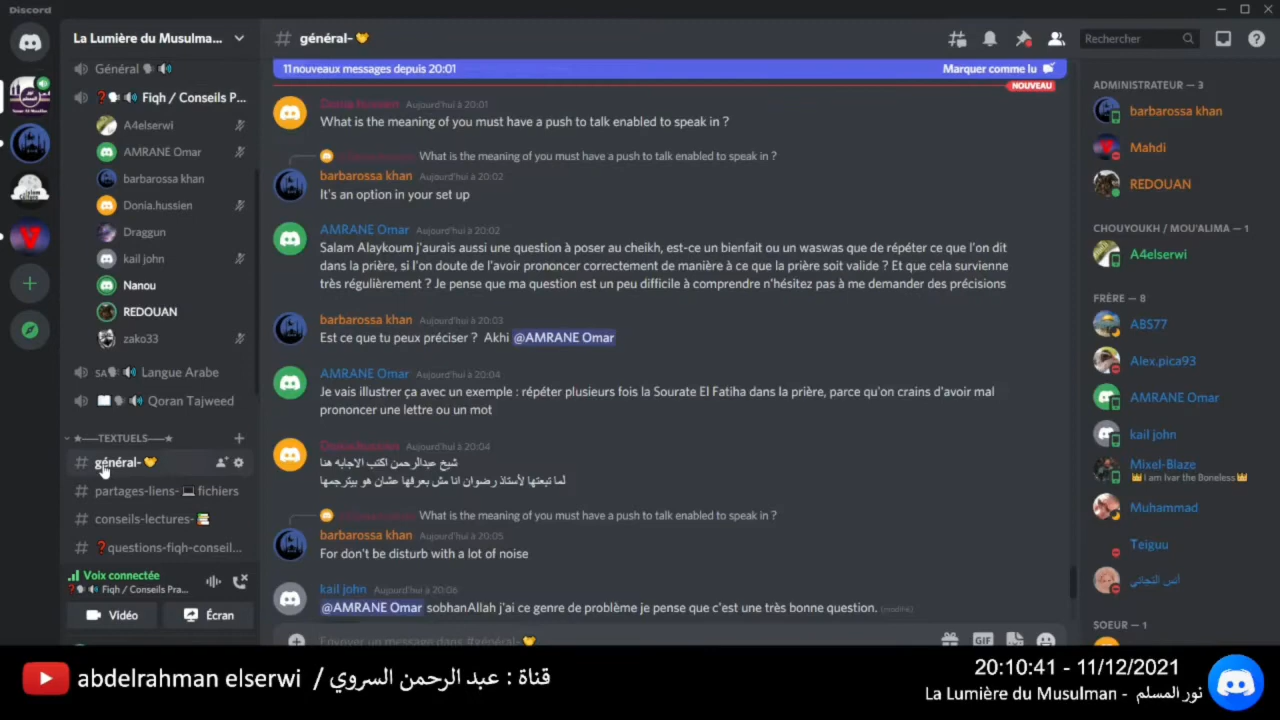 Discord
La Lumière du Musulma...
général-
Rechercher
11 nouveaux messages depuis 20:01
Marquer comme lu
NOUVEAU
Général
Fiqh / Conseils P...
A4elserwi
AMRANE Omar
barbarossa khan
Donia.hussien
Draggun
kail john
Nanou
REDOUAN
zako33
SA Langue Arabe
Qoran Tajweed
★——TEXTUELS——★
général-
partages-liens- fichiers
conseils-lectures-
questions-fiqh-conseil...
Voix connectée
Fiqh / Conseils Pra...
Vidéo
Écran
Donia.hussien Aujourd'hui à 20:01
What is the meaning of you must have a push to talk enabled to speak in ?
What is the meaning of you must have a push to talk enabled to speak in ?
barbarossa khan Aujourd'hui à 20:02
It's an option in your set up
AMRANE Omar Aujourd'hui à 20:02
Salam Alaykoum j'aurais aussi une question à poser au cheikh, est-ce un bienfait ou un waswas que de répéter ce que l'on dit
dans la prière, si l'on doute de l'avoir prononcer correctement de manière à ce que la prière soit valide ? Et que cela survienne
très régulièrement ? Je pense que ma question est un peu difficile à comprendre n'hésitez pas à me demander des précisions
barbarossa khan Aujourd'hui à 20:03
Est ce que tu peux préciser ? Akhi @AMRANE Omar
AMRANE Omar Aujourd'hui à 20:04
Je vais illustrer ça avec un exemple : répéter plusieurs fois la Sourate El Fatiha dans la prière, parce qu'on crains d'avoir mal
prononcer une lettre ou un mot
Donia.hussien Aujourd'hui à 20:04
شيخ عبدالرحمن اكتب الاجابه هنا
لما تبعتها لأستاذ رضوان انا مش بعرفها عشان هو بيترجمها
What is the meaning of you must have a push to talk enabled to speak in ?
barbarossa khan Aujourd'hui à 20:05
For don't be disturb with a lot of noise
kail john Aujourd'hui à 20:06
@AMRANE Omar sobhanAllah j'ai ce genre de problème je pense que c'est une très bonne question. (modifié)
Envoyer un message dans #général-
GIF
ADMINISTRATEUR — 3
barbarossa khan
Mahdi
REDOUAN
CHOUYOUKH / MOU'ALIMA — 1
A4elserwi
FRÈRE — 8
ABS77
Alex.pica93
AMRANE Omar
kail john
Mixel-Blaze
I am Ivar the Boneless
Muhammad
Teiguu
أنس التجاني
SOEUR — 1
abdelrahman elserwi / قناة : عبد الرحمن السروي
20:10:41 - 11/12/2021
La Lumière du Musulman - نور المسلم